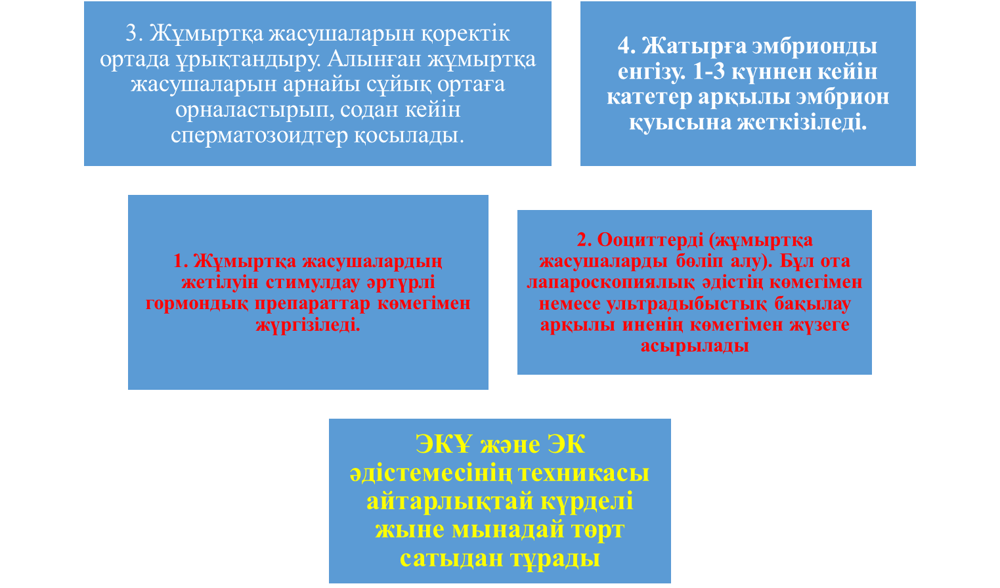 3. Жұмыртқа жасушаларын қоректік
ортада ұрықтандыру. Алынған жұмыртқа
жасушаларын арнайы сұйық ортаға
орналастырып, содан кейін
сперматозоидтер қосылады.
4. Жатырға эмбрионды
енгізу. 1-3 күннен кейін
катетер арқылы эмбрион
қуысына жеткізіледі.
1. Жұмыртқа жасушалардың
жетілуін стимулдау әртүрлі
гормондық препараттар көмегімен
жүргізіледі.
2. Ооциттерді (жұмыртқа
жасушаларды бөліп алу). Бұл ота
лапароскопиялық әдістің көмегімен
немесе ультрадыбыстық бақылау
арқылы иненің көмегімен жүзеге
асырылады
ЭКҰ және ЭК
әдістемесінің техникасы
айтарлықтай күрделі
жыне мынадай төрт
сатыдан тұрады